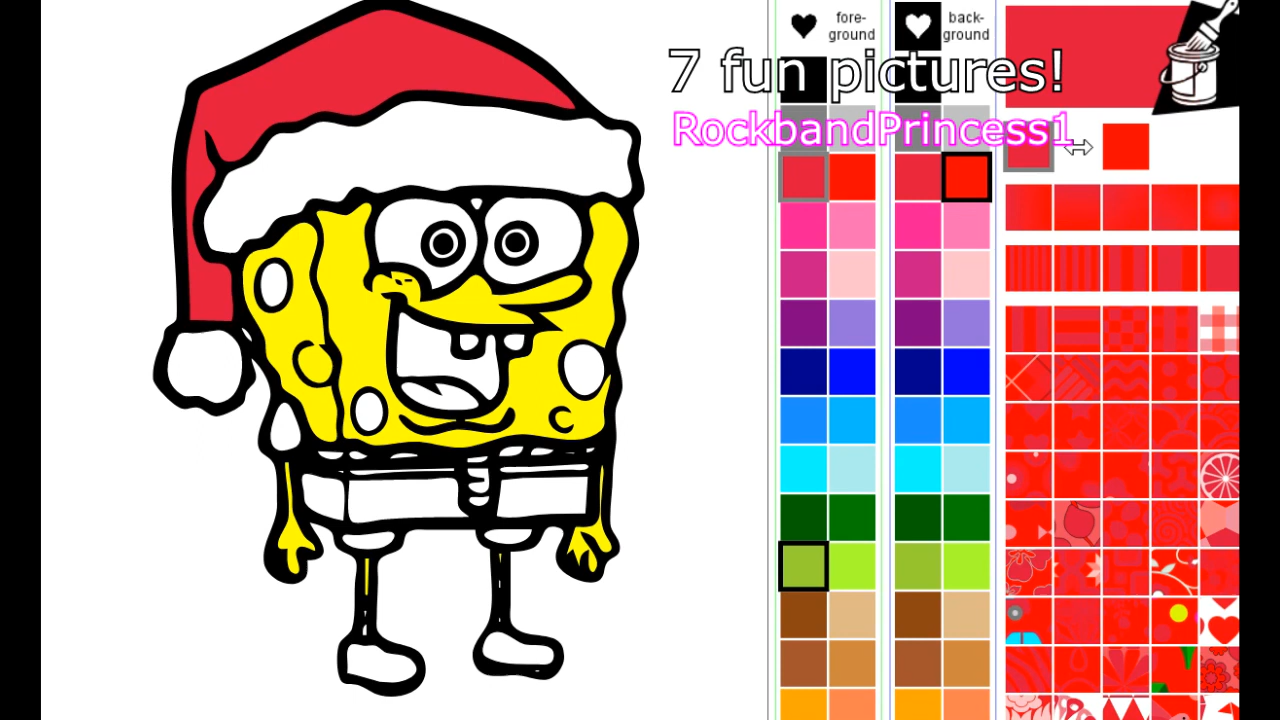 fore-
ground
back-
ground
7 fun pictures!
RockbandPrincess1